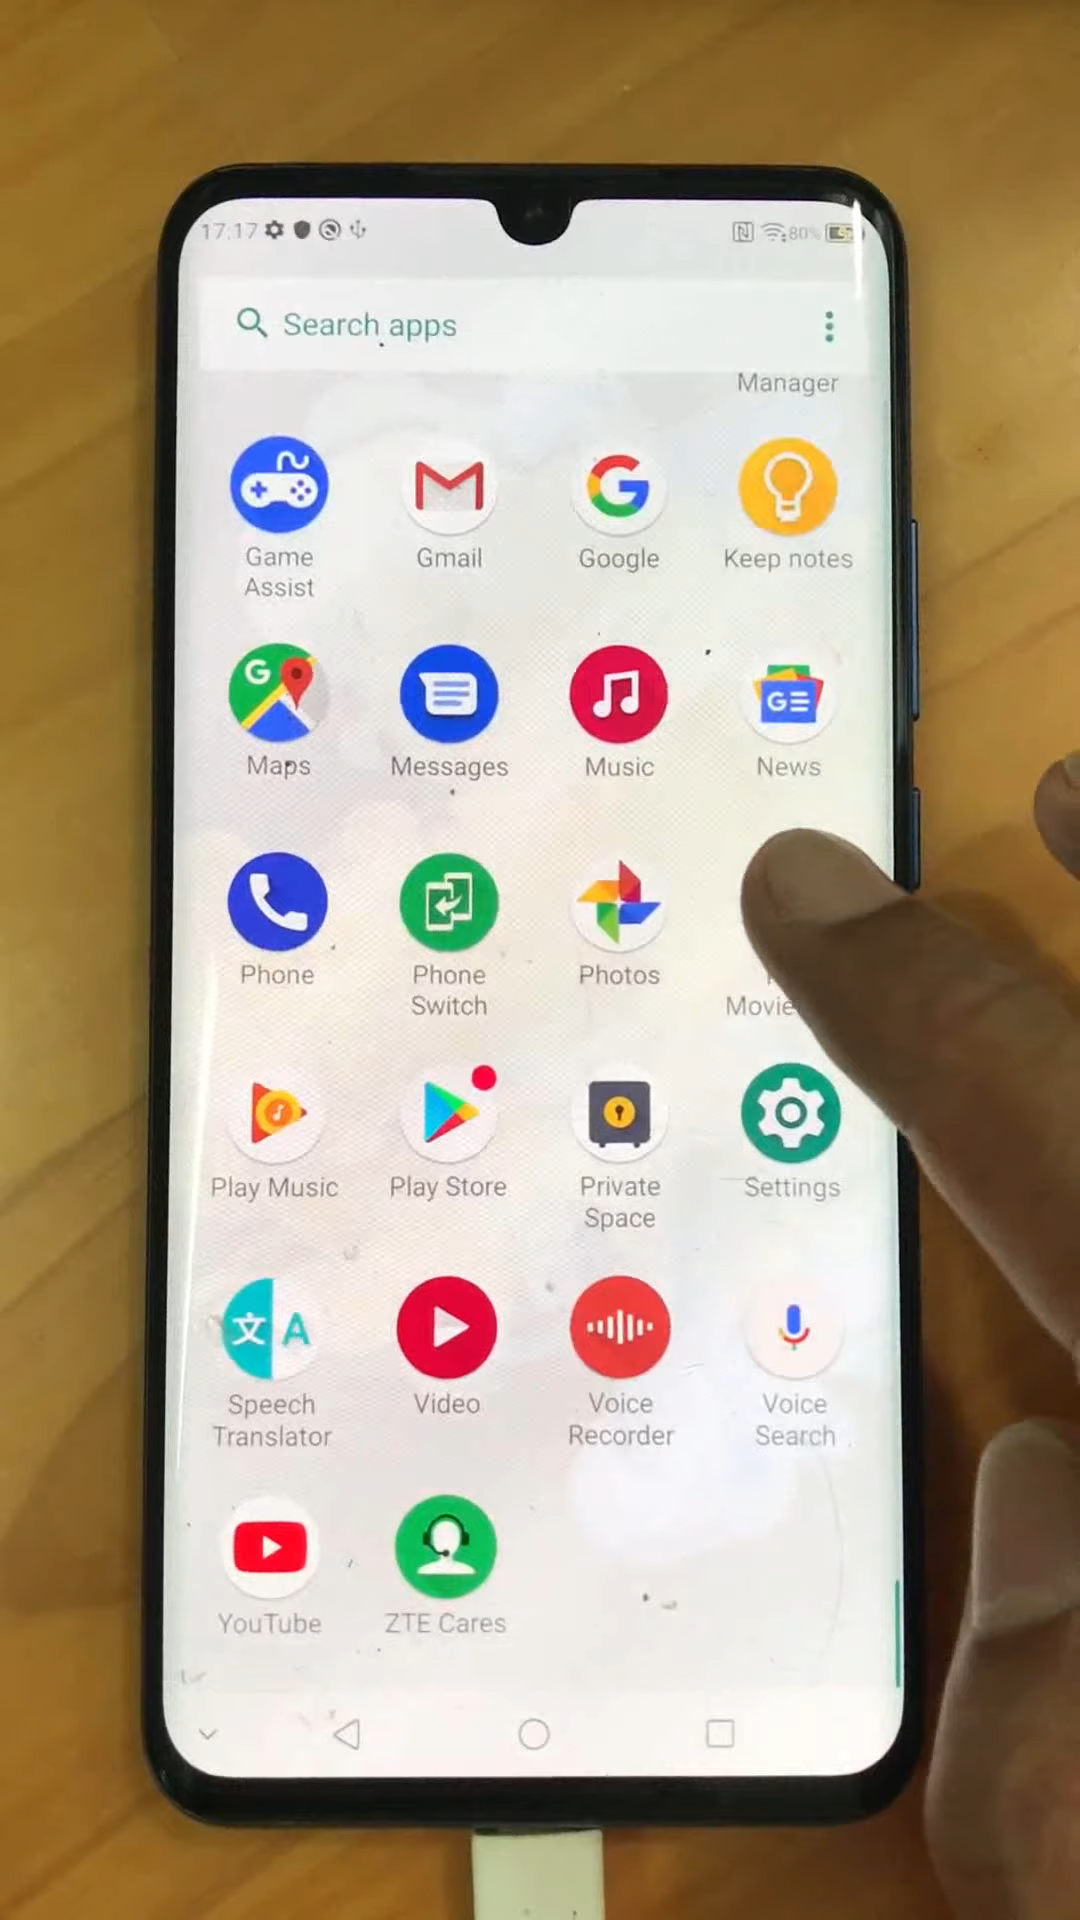 17:17 80%
Search apps
Manager
Game Assist
Gmail
Google
Keep notes
Maps
Messages
Music
News
Phone
Phone Switch
Photos
Play Music
Play Store
Private Space
Settings
Speech Translator
Video
Voice Recorder
Voice Search
YouTube
ZTE Cares